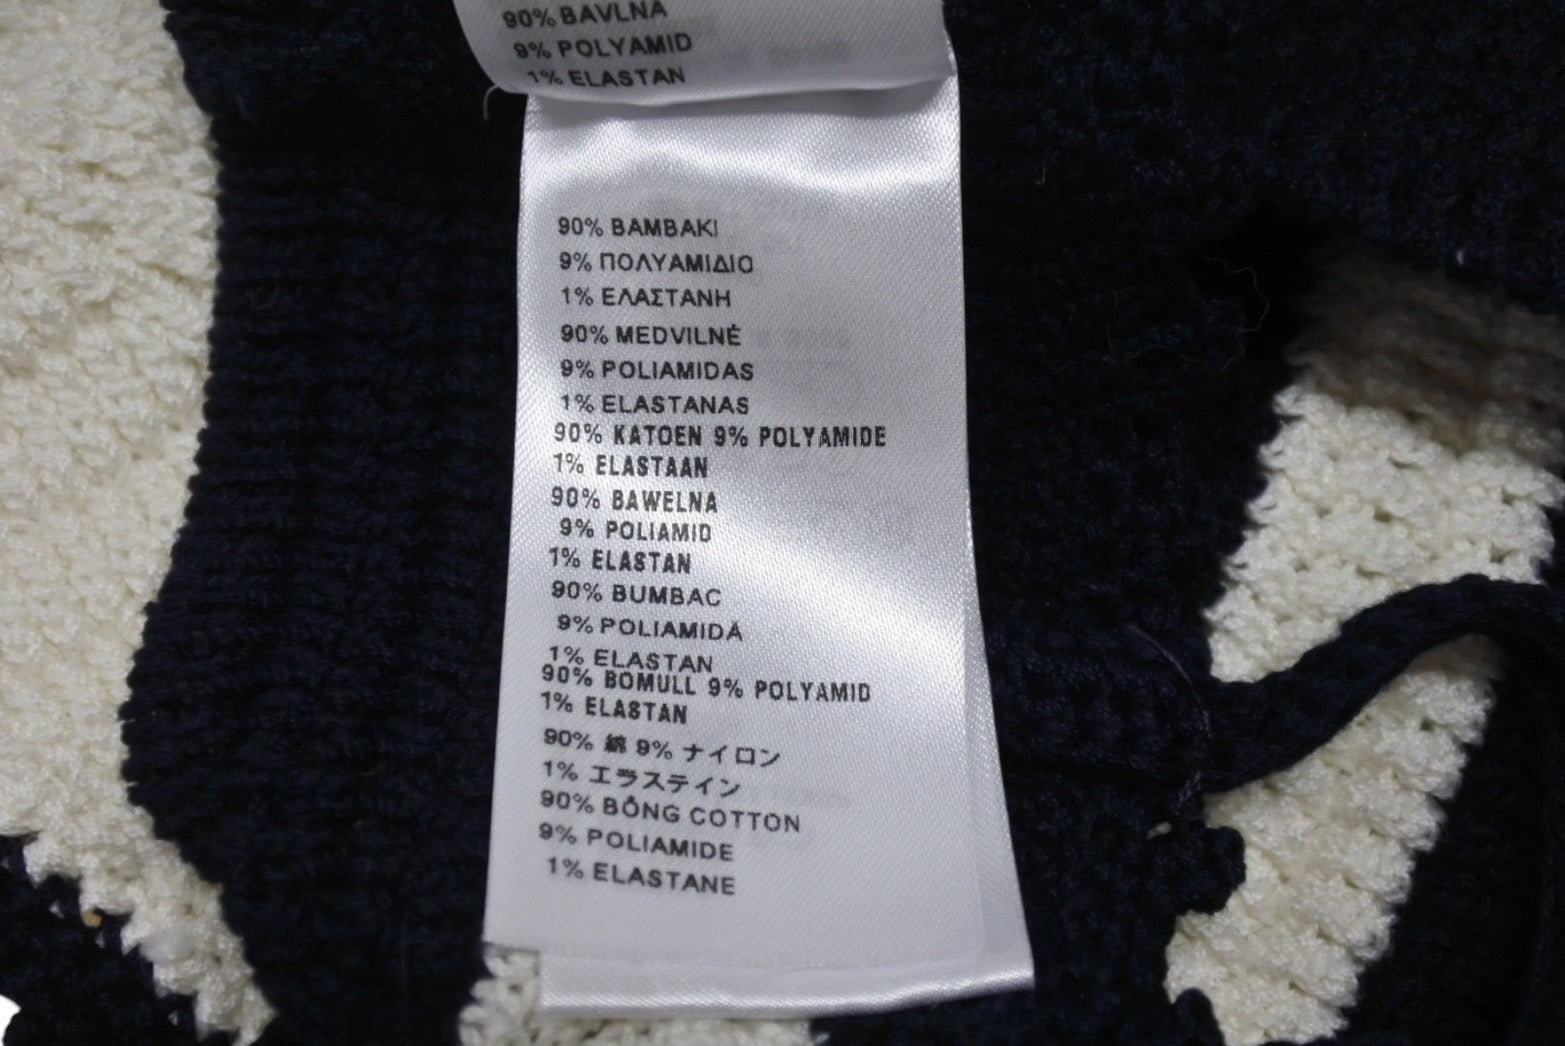 90% BAVLNA
9% POLYAMID
1% ELASTAN
90% ΒΑΜΒΑΚΙ
9% ΠΟΛΥΑΜΙΔΙΟ
1% ΕΛΑΣΤΑΝΗ
90% MEDVILNĖ
9% POLIAMIDAS
1% ELASTANAS
90% KATOEN 9% POLYAMIDE
1% ELASTAAN
90% BAWELNA
9% POLIAMID
1% ELASTAN
90% BUMBAC
9% POLIAMIDĂ
1% ELASTAN
90% BOMULL 9% POLYAMID
1% ELASTAN
90% 綿 9% ナイロン
1% エラステイン
90% BÔNG COTTON
9% POLIAMIDE
1% ELASTANE